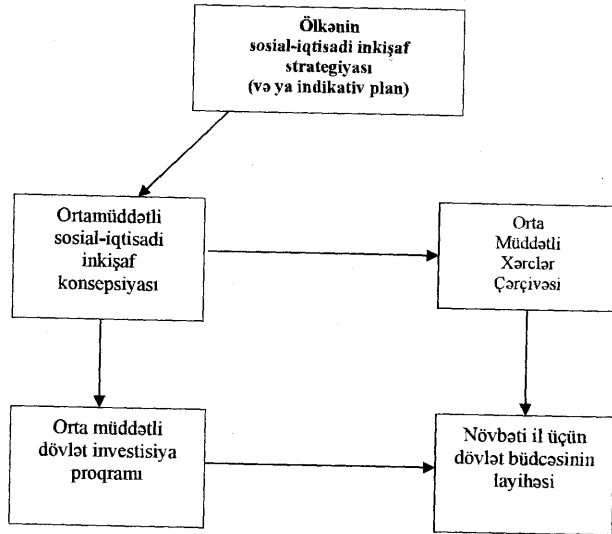 Ölkənin
sosial-iqtisadi inkişaf
strategiyası
(və ya indikativ plan)
Ortamüddətli
sosial-iqtisadi
inkişaf
konsepsiyası
Orta
Müddətli
Xərclər
Çərçivəsi
Orta müddətli
dövlət investisiya
proqramı
Növbəti il üçün
dövlət büdcəsinin
layihəsi